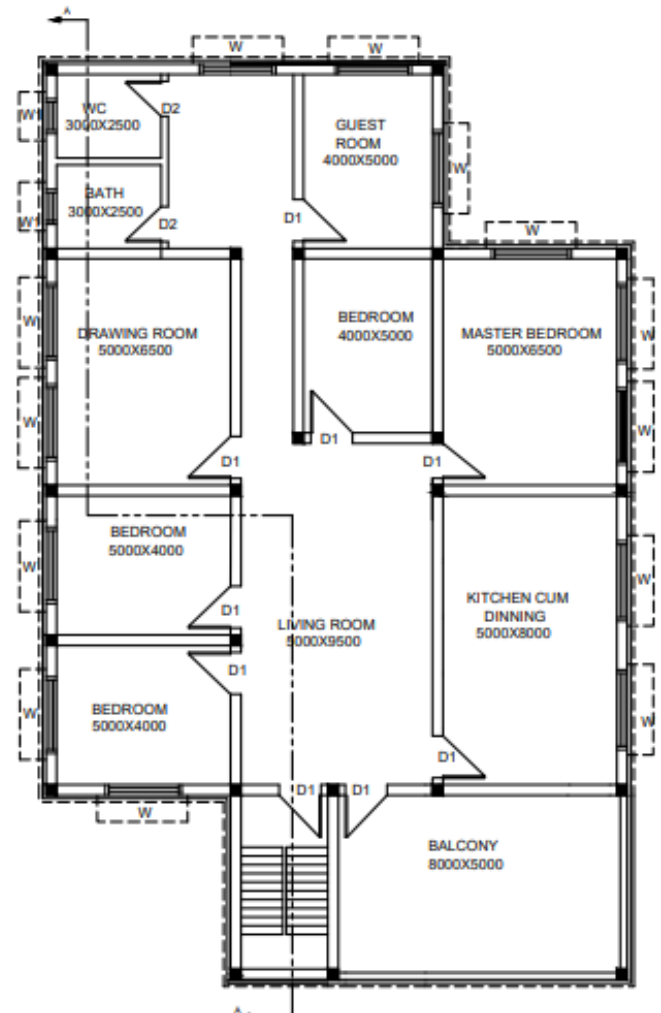 A
W
W
W
WC
3000X2500
D2
GUEST
ROOM
4000X5000
W
W
BATH
3000X2500
D2
D1
W
W
DRAWING ROOM
5000X6500
BEDROOM
4000X5000
MASTER BEDROOM
5000X6500
W
W
W
D1
D1
D1
BEDROOM
5000X4000
W
W
KITCHEN CUM
DINNING
5000X8000
D1
LIVING ROOM
5000X9500
D1
W
BEDROOM
5000X4000
W
D1
D1
D1
W
BALCONY
8000X5000
A